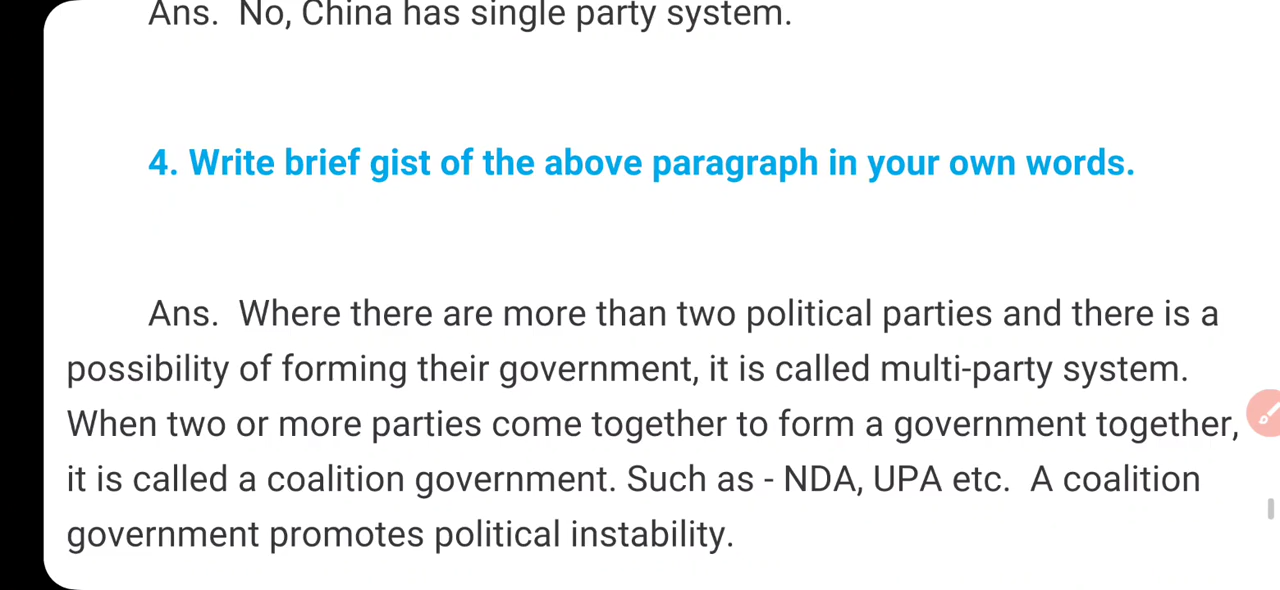 Ans. No, China has single party system.
4. Write brief gist of the above paragraph in your own words.
Ans. Where there are more than two political parties and there is a
possibility of forming their government, it is called multi-party system.
When two or more parties come together to form a government together,
it is called a coalition government. Such as - NDA, UPA etc. A coalition
government promotes political instability.